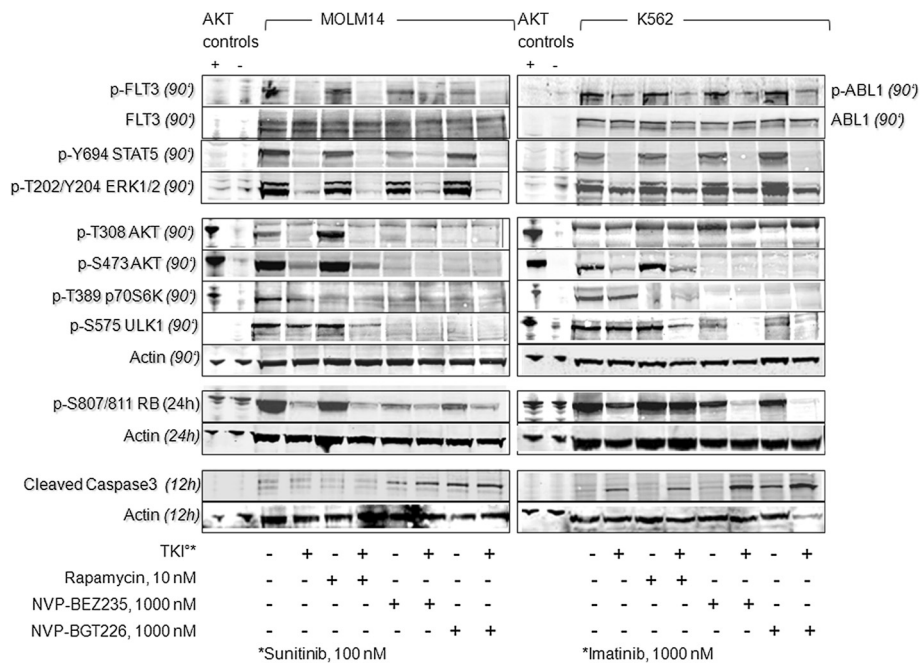 AKT controls MOLM14 AKT controls K562
+ - + -
p-FLT3 (90') p-ABL1 (90')
FLT3 (90') ABL1 (90')
p-Y694 STAT5 (90')
p-T202/Y204 ERK1/2 (90')
p-T308 AKT (90')
p-S473 AKT (90')
p-T389 p70S6K (90')
p-S575 ULK1 (90')
Actin (90')
p-S807/811 RB (24h)
Actin (24h)
Cleaved Caspase3 (12h)
Actin (12h)
- + - + - + - + TKI°* - + - + - + - +
Rapamycin, 10 nM - - + + - - - - - - + + - - - -
NVP-BEZ235, 1000 nM - - - - + + - - - - - - + + - -
NVP-BGT226, 1000 nM - - - - - - + + - - - - - - + +
*Sunitinib, 100 nM *Imatinib, 1000 nM